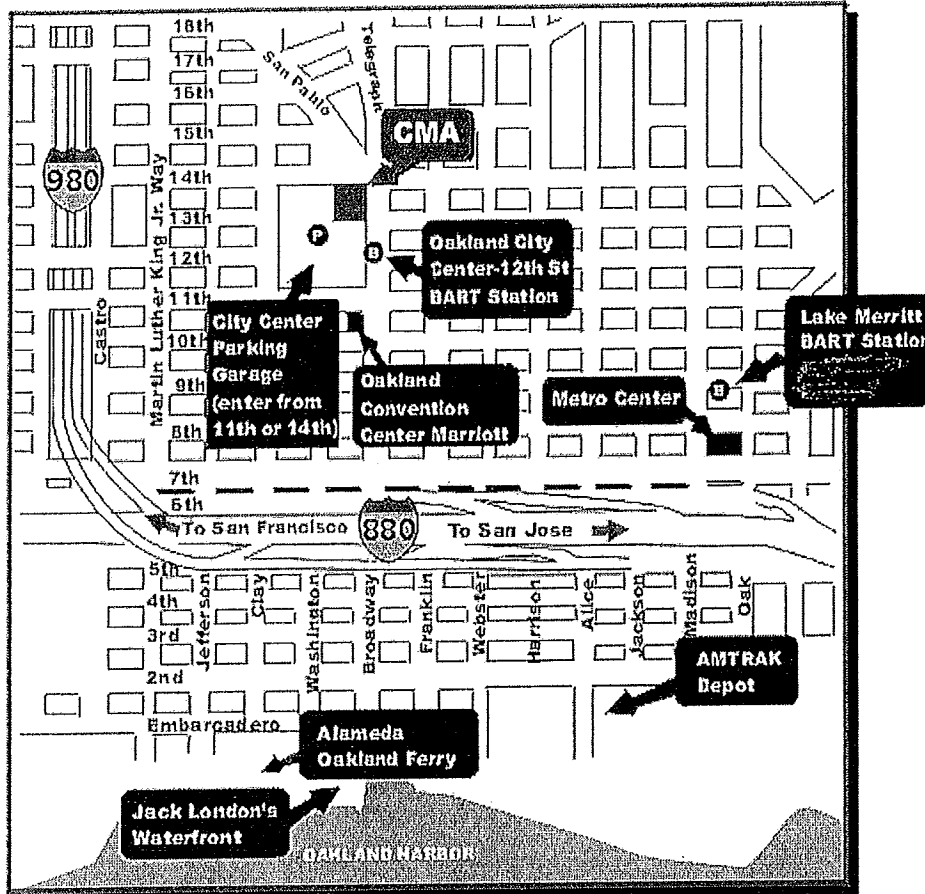 18th
17th
16th
15th
14th
13th
12th
11th
10th
9th
8th
7th
6th
5th
4th
3rd
2nd
Embarcadero
San Pablo
Telegraph
CMA
980
Martin Luther King Jr. Way
Castro
P
B
Oakland City
Center-12th St
BART Station
City Center
Parking
Garage
(enter from
11th or 14th)
Oakland
Convention
Center Marriott
Metro Center
B
Lake Merritt
BART Station
To San Francisco
880
To San Jose
Jefferson
Clay
Washington
Broadway
Franklin
Webster
Harrison
Alice
Jackson
Madison
Oak
AMTRAK
Depot
Alameda
Oakland Ferry
Jack London's
Waterfront
OAKLAND HARBOR